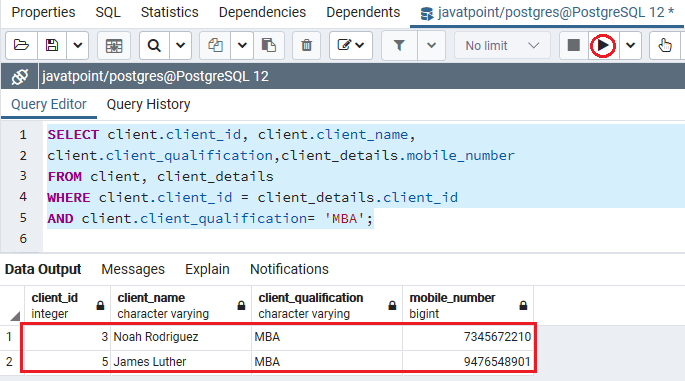 Properties SQL Statistics Dependencies Dependents javatpoint/postgres@PostgreSQL 12 *
No limit
javatpoint/postgres@PostgreSQL 12
Query Editor Query History
1 SELECT client.client_id, client.client_name,
2 client.client_qualification,client_details.mobile_number
3 FROM client, client_details
4 WHERE client.client_id = client_details.client_id
5 AND client.client_qualification= 'MBA';
6
Data Output Messages Explain Notifications
client_id client_name client_qualification mobile_number
integer character varying character varying bigint
1 3 Noah Rodriguez MBA 7345672210
2 5 James Luther MBA 9476548901